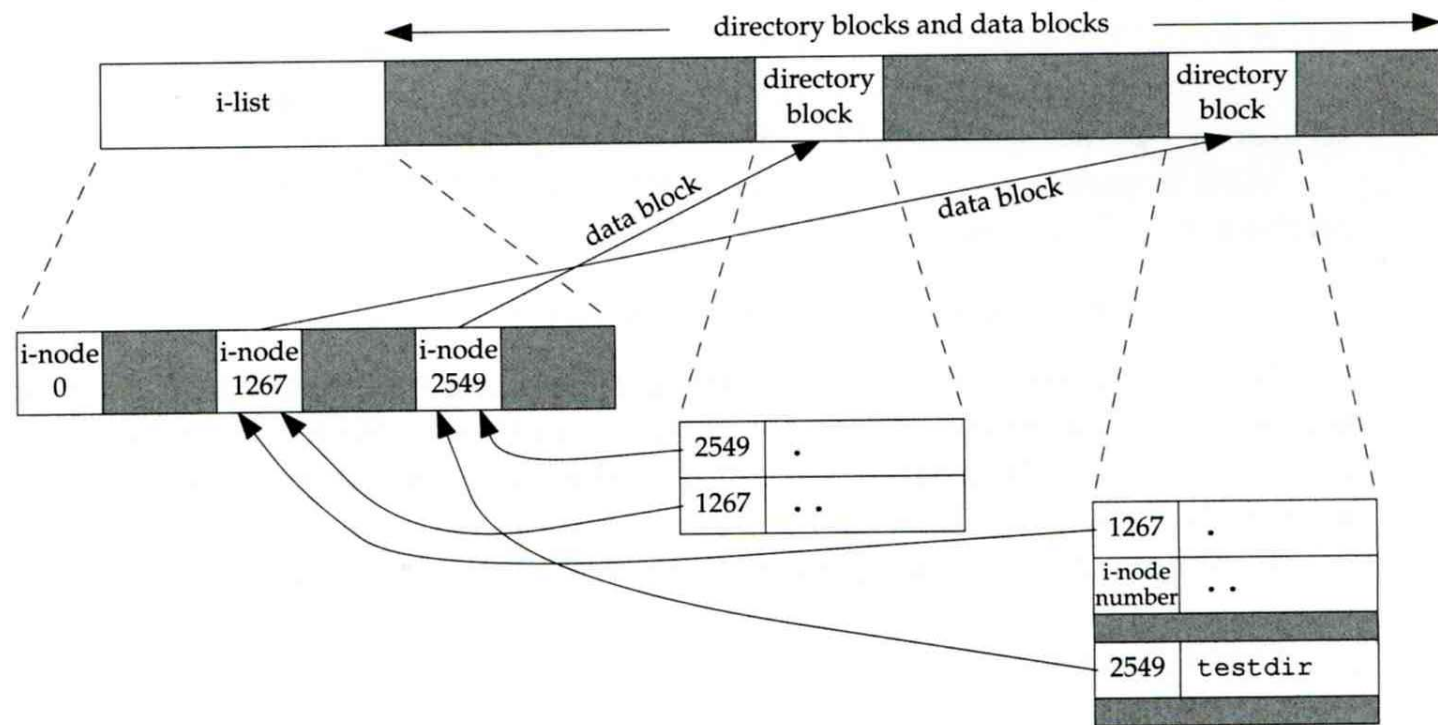 directory blocks and data blocks
i-list
directory
block
directory
block
data block
data block
i-node
0
i-node
1267
i-node
2549
2549 .
1267 . .
1267 .
i-node
number . .
2549 testdir